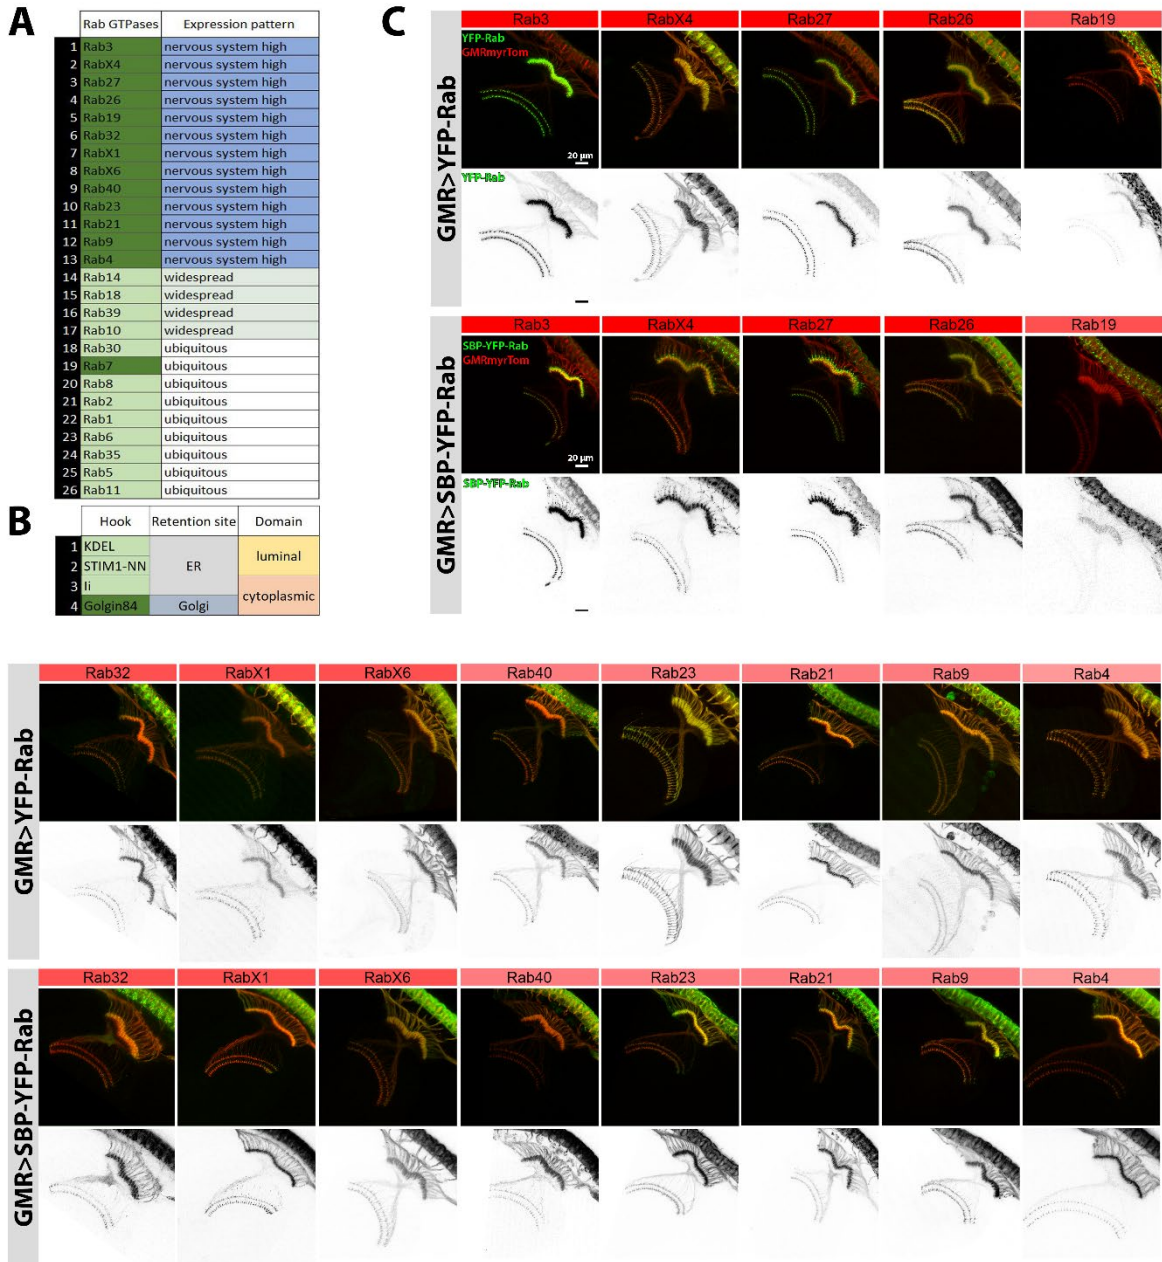 A
Rab GTPases Expression pattern
1 Rab3 nervous system high
2 RabX4 nervous system high
3 Rab27 nervous system high
4 Rab26 nervous system high
5 Rab19 nervous system high
6 Rab32 nervous system high
7 RabX1 nervous system high
8 RabX6 nervous system high
9 Rab40 nervous system high
10 Rab23 nervous system high
11 Rab21 nervous system high
12 Rab9 nervous system high
13 Rab4 nervous system high
14 Rab14 widespread
15 Rab18 widespread
16 Rab39 widespread
17 Rab10 widespread
18 Rab30 ubiquitous
19 Rab7 ubiquitous
20 Rab8 ubiquitous
21 Rab2 ubiquitous
22 Rab1 ubiquitous
23 Rab6 ubiquitous
24 Rab35 ubiquitous
25 Rab5 ubiquitous
26 Rab11 ubiquitous
B
Hook Retention site Domain
1 KDEL
2 STIM1-NN
3 Ii
4 Golgin84
ER
Golgi
luminal
cytoplasmic
C
Rab3 RabX4 Rab27 Rab26 Rab19
GMR>YFP-Rab
YFP-Rab
GMRmyrTom
20 µm
YFP-Rab
Rab3 RabX4 Rab27 Rab26 Rab19
GMR>SBP-YFP-Rab
SBP-YFP-Rab
GMRmyrTom
20 µm
SBP-YFP-Rab
Rab32 RabX1 RabX6 Rab40 Rab23 Rab21 Rab9 Rab4
GMR>YFP-Rab
Rab32 RabX1 RabX6 Rab40 Rab23 Rab21 Rab9 Rab4
GMR>SBP-YFP-Rab